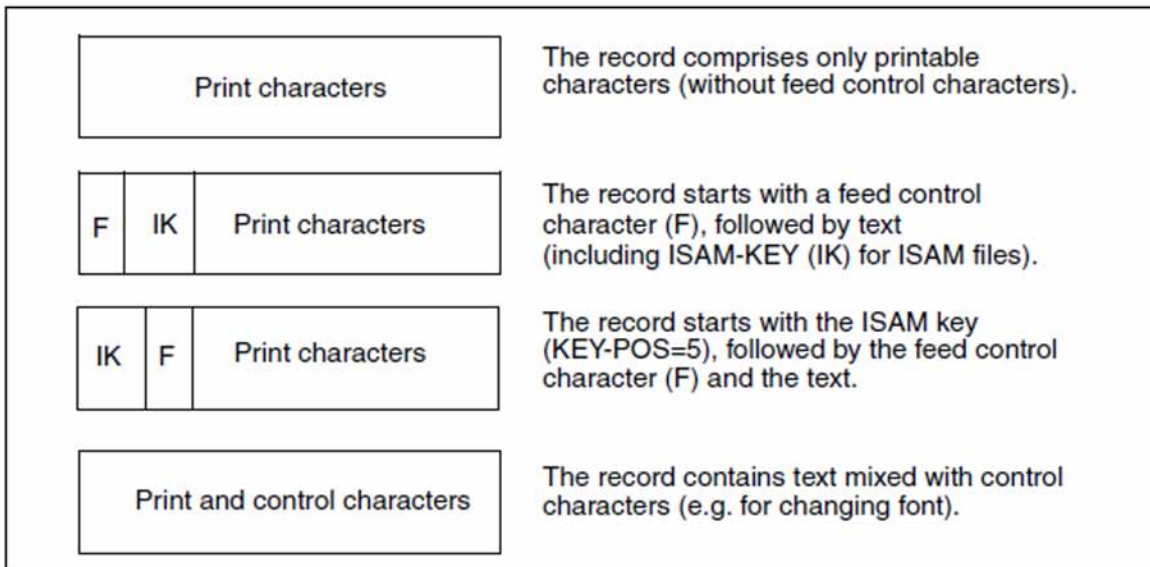 Print characters
The record comprises only printable
characters (without feed control characters).
F IK Print characters
The record starts with a feed control
character (F), followed by text
(including ISAM-KEY (IK) for ISAM files).
IK F Print characters
The record starts with the ISAM key
(KEY-POS=5), followed by the feed control
character (F) and the text.
Print and control characters
The record contains text mixed with control
characters (e.g. for changing font).